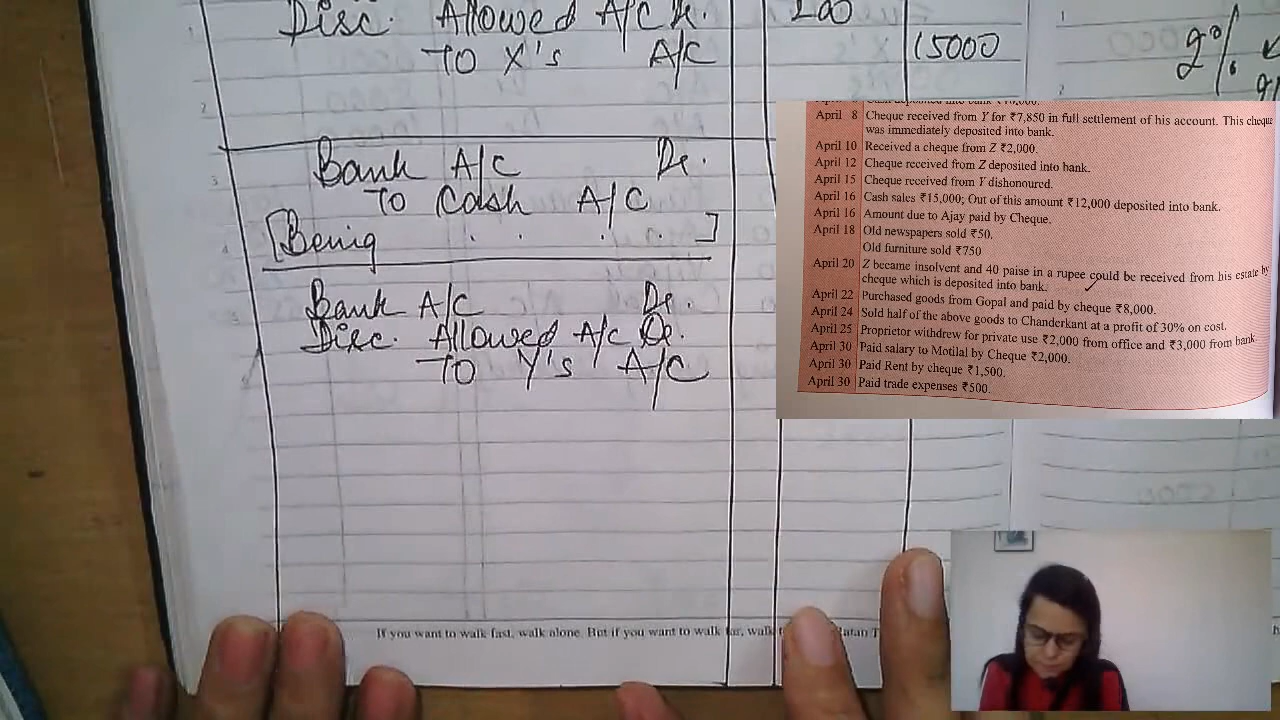 Disc. Allowed A/C Dr. 200
To X's A/C 15000
Bank A/C Dr.
To Cash A/C
[Being . . . . ]
Bank A/C Dr.
Disc. Allowed A/C Dr.
To Y's A/C
If you want to walk fast, walk alone. But if you want to walk far, walk
9%
Cash deposited into bank ₹10,000.
April 8 Cheque received from Y for ₹7,850 in full settlement of his account. This cheque
was immediately deposited into bank.
April 10 Received a cheque from Z ₹2,000.
April 12 Cheque received from Z deposited into bank.
April 15 Cheque received from Y dishonoured.
April 16 Cash sales ₹15,000; Out of this amount ₹12,000 deposited into bank.
April 16 Amount due to Ajay paid by Cheque.
April 18 Old newspapers sold ₹50.
Old furniture sold ₹750
April 20 Z became insolvent and 40 paise in a rupee could be received from his estate by
cheque which is deposited into bank.
April 22 Purchased goods from Gopal and paid by cheque ₹8,000.
April 24 Sold half of the above goods to Chanderkant at a profit of 30% on cost.
April 25 Proprietor withdrew for private use ₹2,000 from office and ₹3,000 from bank.
April 30 Paid salary to Motilal by Cheque ₹2,000.
April 30 Paid Rent by cheque ₹1,500.
April 30 Paid trade expenses ₹500.